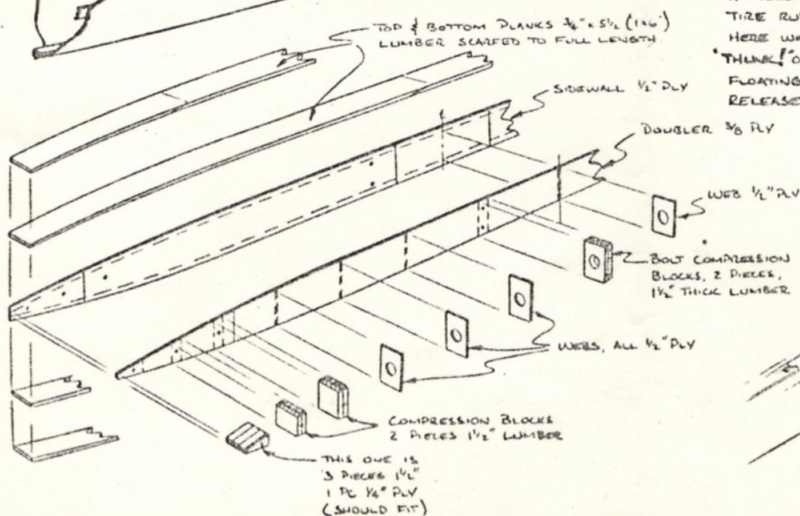 TOP & BOTTOM PLANKS 3/4" x 5 1/2 (1x6)
LUMBER SCARFED TO FULL LENGTH.
TIRE
HERE
"THUNK!"
FLOATING
RELEASE
SIDEWALL 1/2" PLY
DOUBLER 3/8 PLY
WEB 1/2" PLY
BOLT COMPRESSION
BLOCKS, 2 PIECES,
1 1/2" THICK LUMBER
WEBS, ALL 1/2" PLY
COMPRESSION BLOCKS
2 PIECES 1 1/2" LUMBER
THIS ONE IS
3 PIECES 1 1/2"
1 PC 1/4" PLY
(SHOULD FIT)